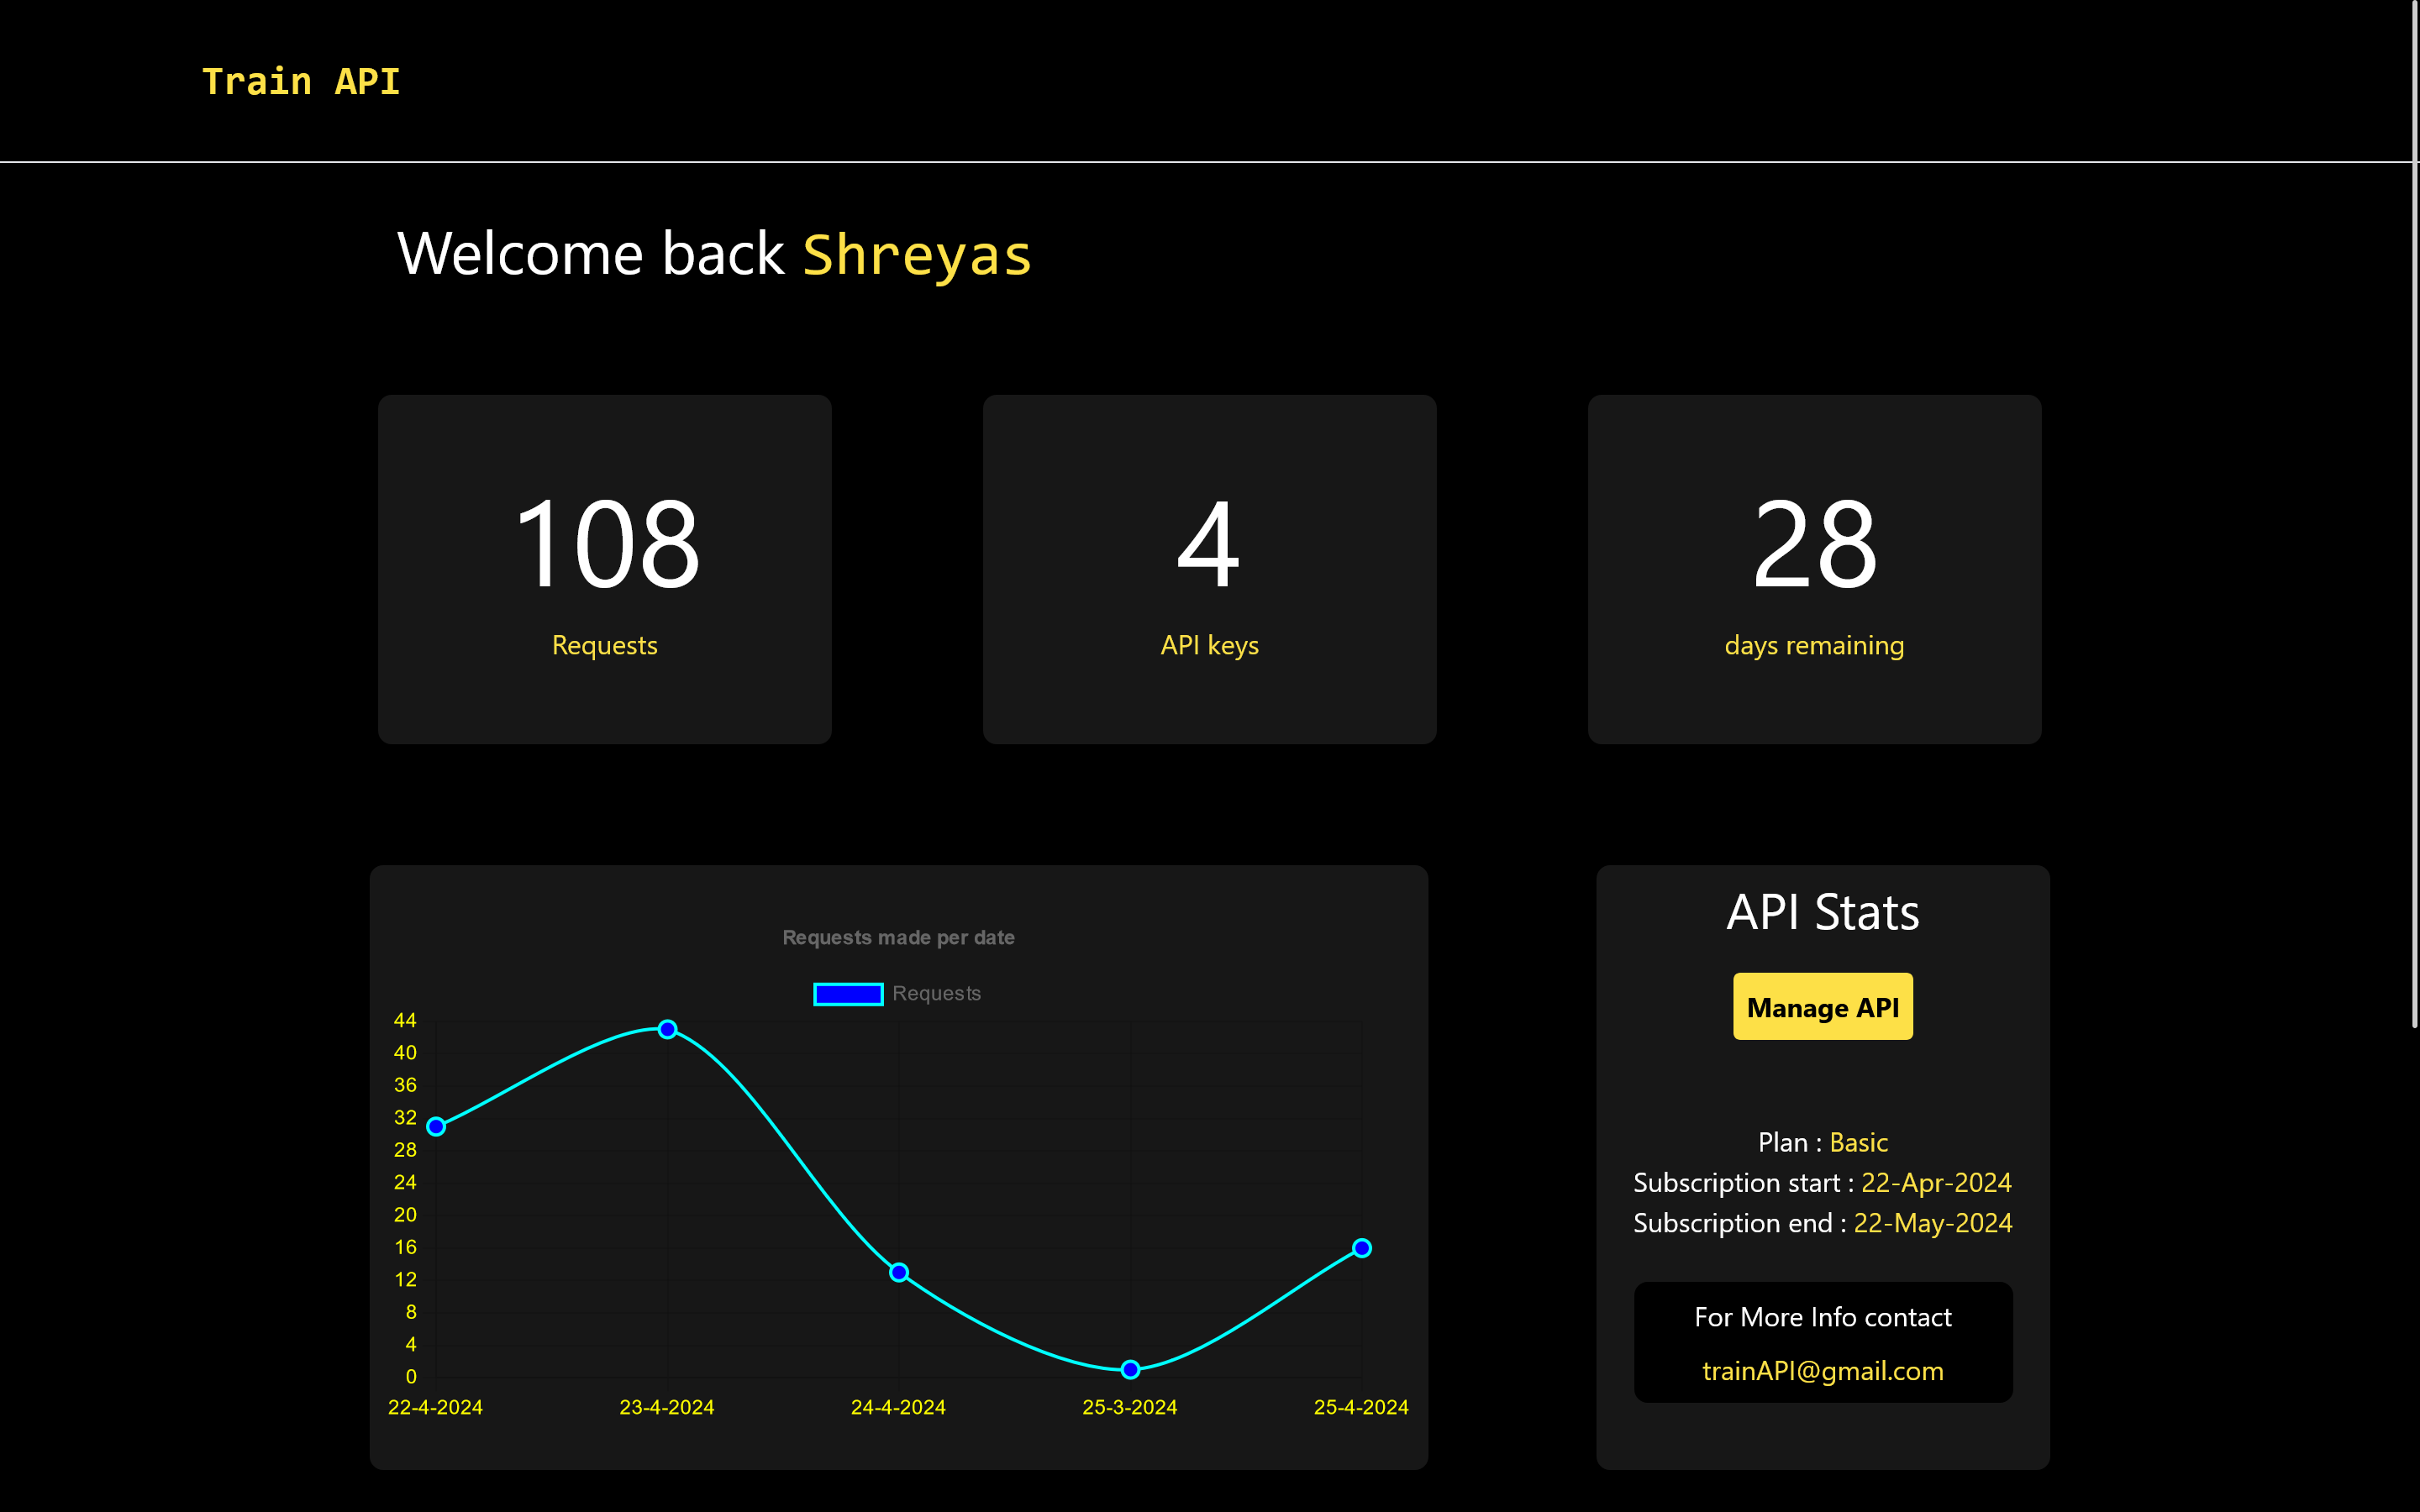 Train API
Welcome back Shreyas
108
Requests
4
API keys
28
days remaining
Requests made per date
Requests
44
40
36
32
28
24
20
16
12
8
4
0
22-4-2024
23-4-2024
24-4-2024
25-3-2024
25-4-2024
API Stats
Manage API
Plan : Basic
Subscription start : 22-Apr-2024
Subscription end : 22-May-2024
For More Info contact
trainAPI@gmail.com